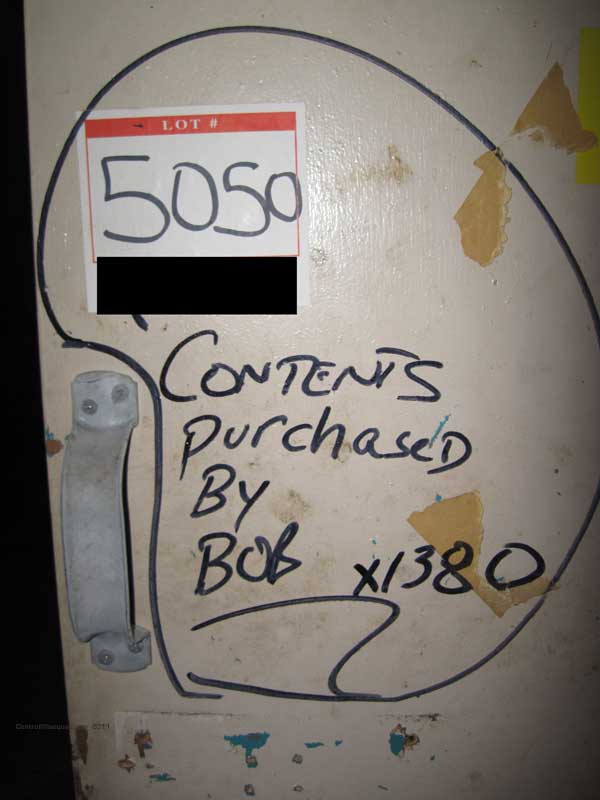 LOT #
5050
CONTENTS
PurchaseD
By
BOB x1380